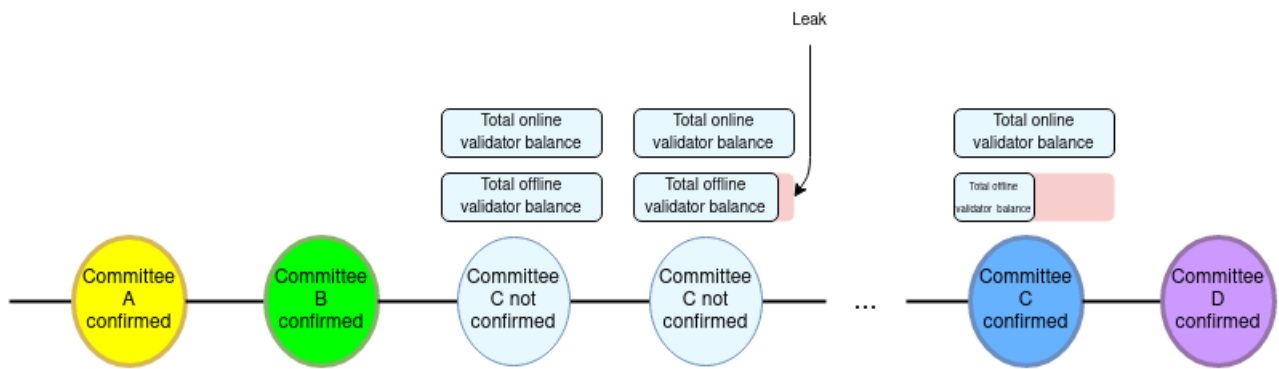 Leak
Total online
validator balance
Total online
validator balance
Total online
validator balance
Total offline
validator balance
Total offline
validator balance
Total offline
validator balance
Committee
A
confirmed
Committee
B
confirmed
Committee
C not
confirmed
Committee
C not
confirmed
...
Committee
C
confirmed
Committee
D
confirmed